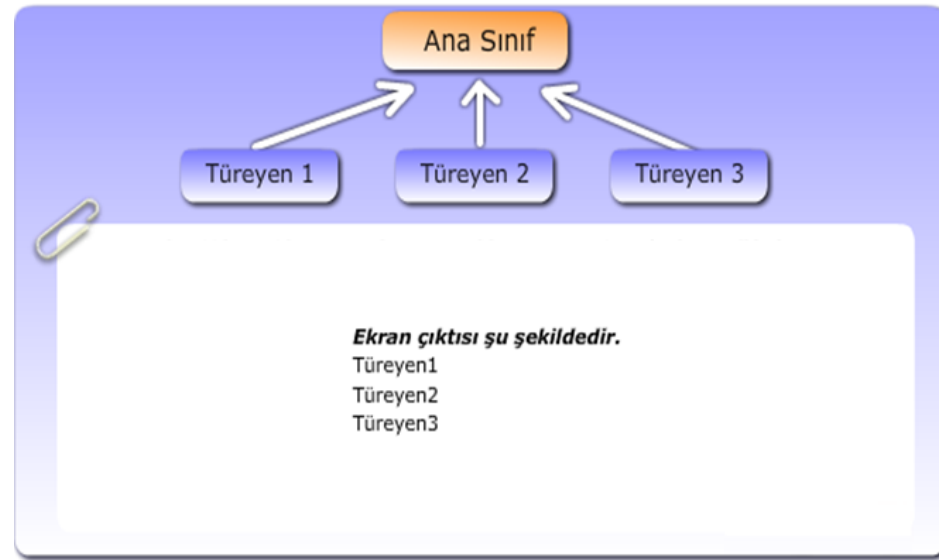 Ana Sınıf
Türeyen 1 Türeyen 2 Türeyen 3
Ekran çıktısı şu şekildedir.
Türeyen1
Türeyen2
Türeyen3